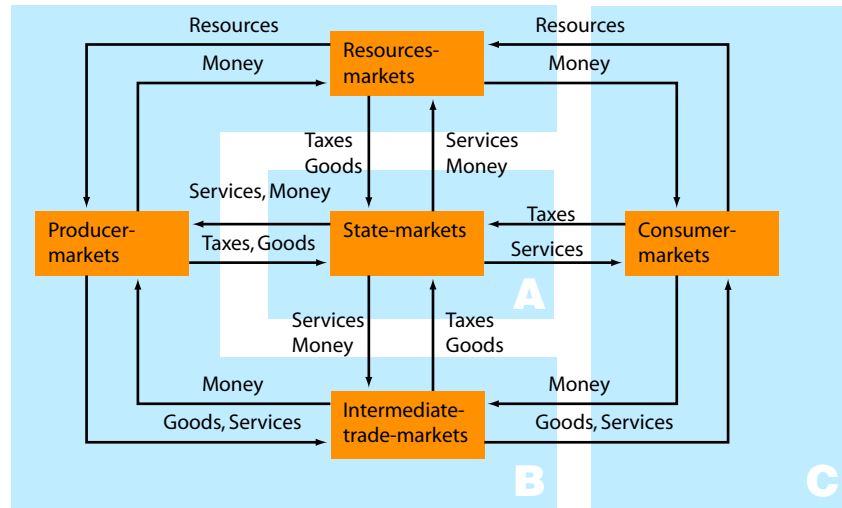 Resources
Resources
Resources-
markets
Money
Money
Taxes
Goods
Services
Money
Services, Money
Taxes
Producer-
markets
State-markets
Consumer-
markets
Taxes, Goods
Services
A
Services
Money
Taxes
Goods
Money
Money
Intermediate-
trade-markets
Goods, Services
Goods, Services
B
C